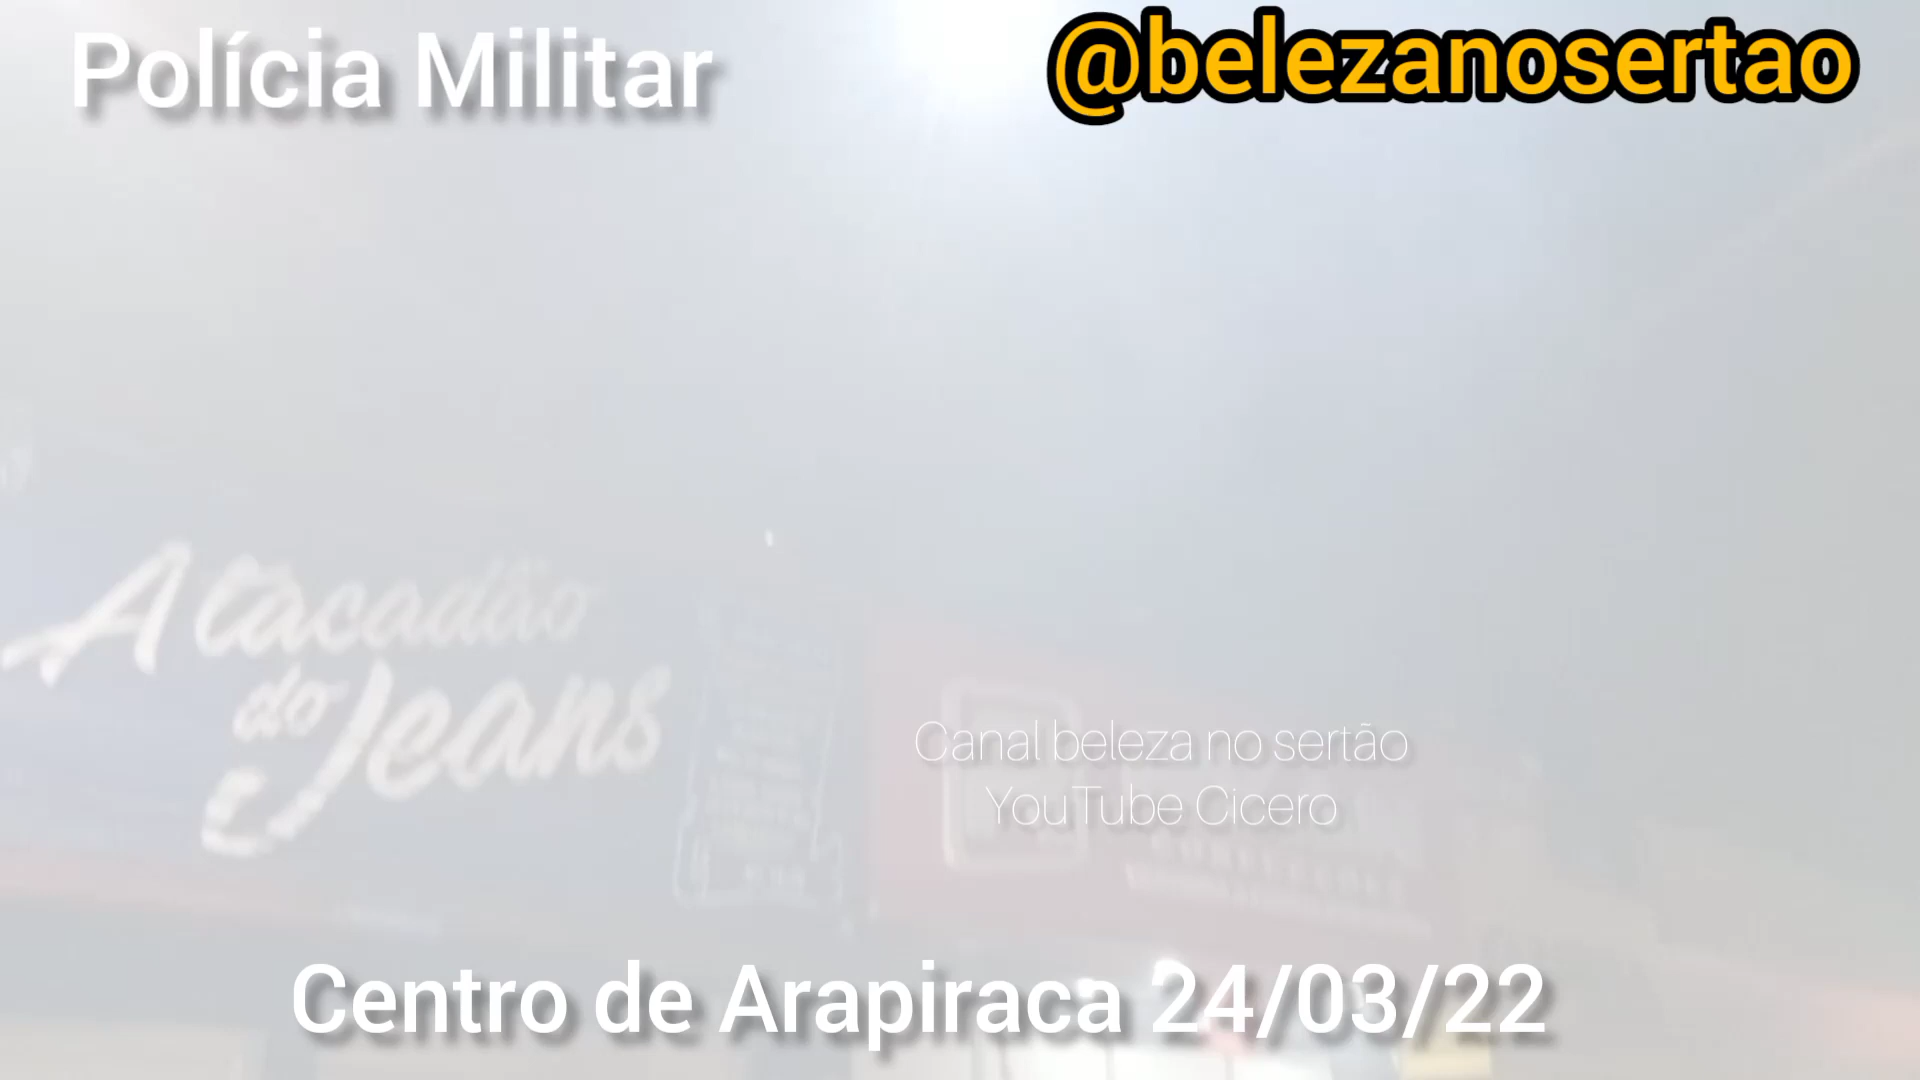 Polícia Militar
@belezanosertao
Atacadão
do Jeans
Canal beleza no sertão
YouTube Cicero
Centro de Arapiraca 24/03/22